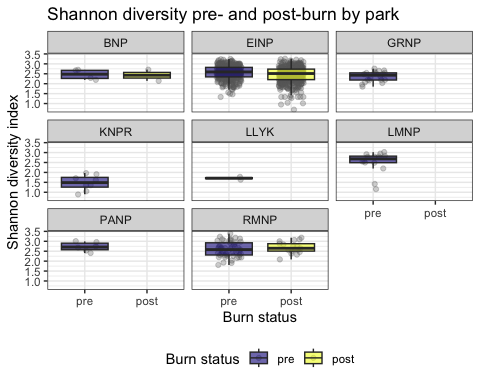 Shannon diversity pre- and post-burn by park
BNP
EINP
GRNP
3.5
3.0
2.5
2.0
1.5
1.0
KNPR
LLYK
LMNP
3.5
3.0
2.5
2.0
1.5
1.0
pre
post
PANP
RMNP
3.5
3.0
2.5
2.0
1.5
1.0
pre
post
pre
post
Shannon diversity index
Burn status
Burn status
pre
post